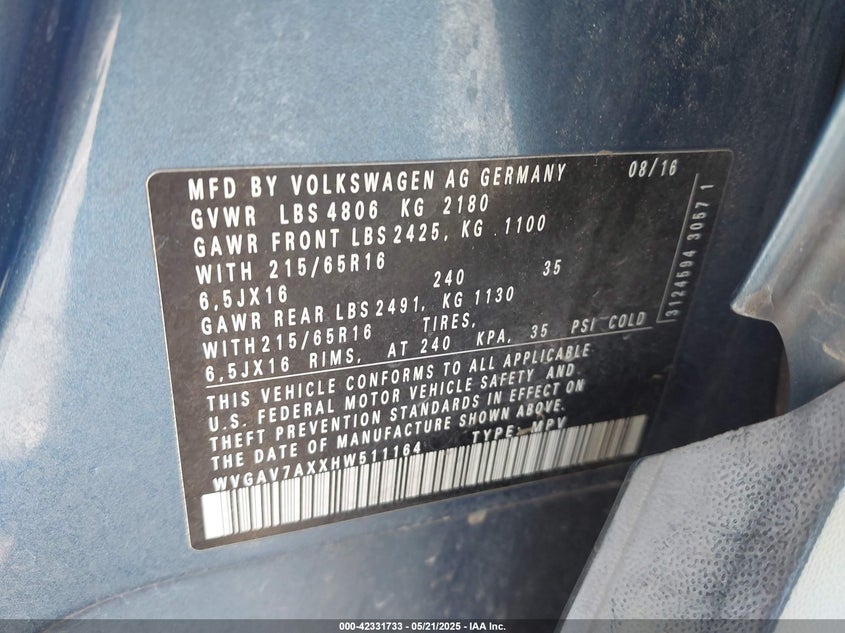 MFD BY VOLKSWAGEN AG GERMANY 08/16
GVWR LBS 4806 KG 2180
GAWR FRONT LBS 2425, KG .1100
WITH 215/65R16
6,5JX16 240 35
GAWR REAR LBS 2491, KG 1130
WITH 215/65R16 TIRES,
6,5JX16 RIMS, AT 240 KPA, 35 PSI COLD
THIS VEHICLE CONFORMS TO ALL APPLICABLE
U.S. FEDERAL MOTOR VEHICLE SAFETY AND
THEFT PREVENTION STANDARDS IN EFFECT ON
THE DATE OF MANUFACTURE SHOWN ABOVE.
WVGAV7AXXHW511164 TYPE: MPV
3124594 30571
000-42331733 - 05/21/2025 - IAA Inc.